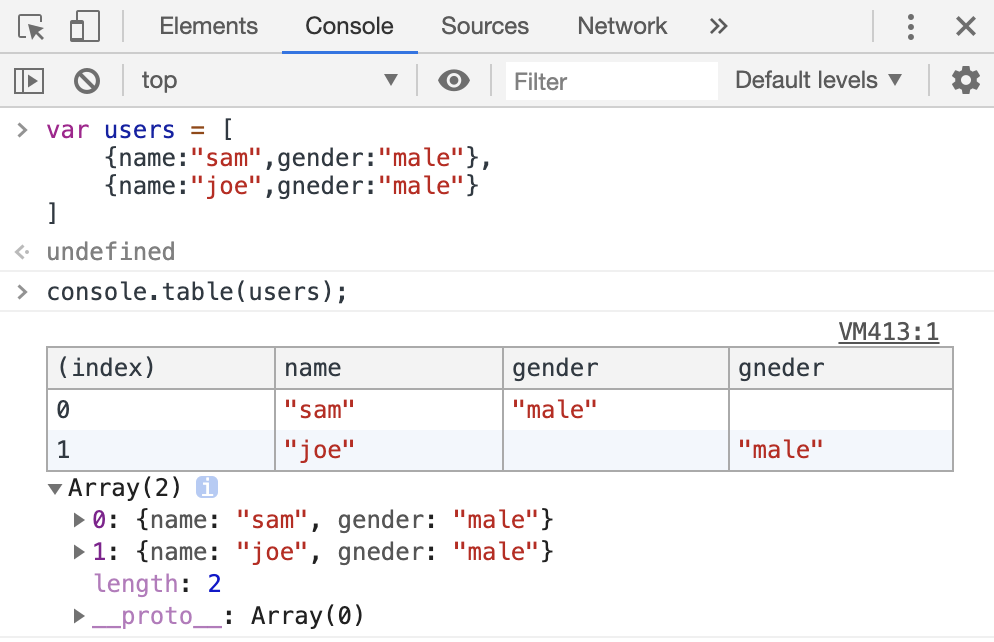 Elements Console Sources Network
top Filter Default levels
var users = [
{name:"sam",gender:"male"},
{name:"joe",gneder:"male"}
]
undefined
console.table(users);
VM413:1
(index) name gender gneder
0 "sam" "male"
1 "joe" "male"
Array(2) i
0: {name: "sam", gender: "male"}
1: {name: "joe", gneder: "male"}
length: 2
__proto__: Array(0)